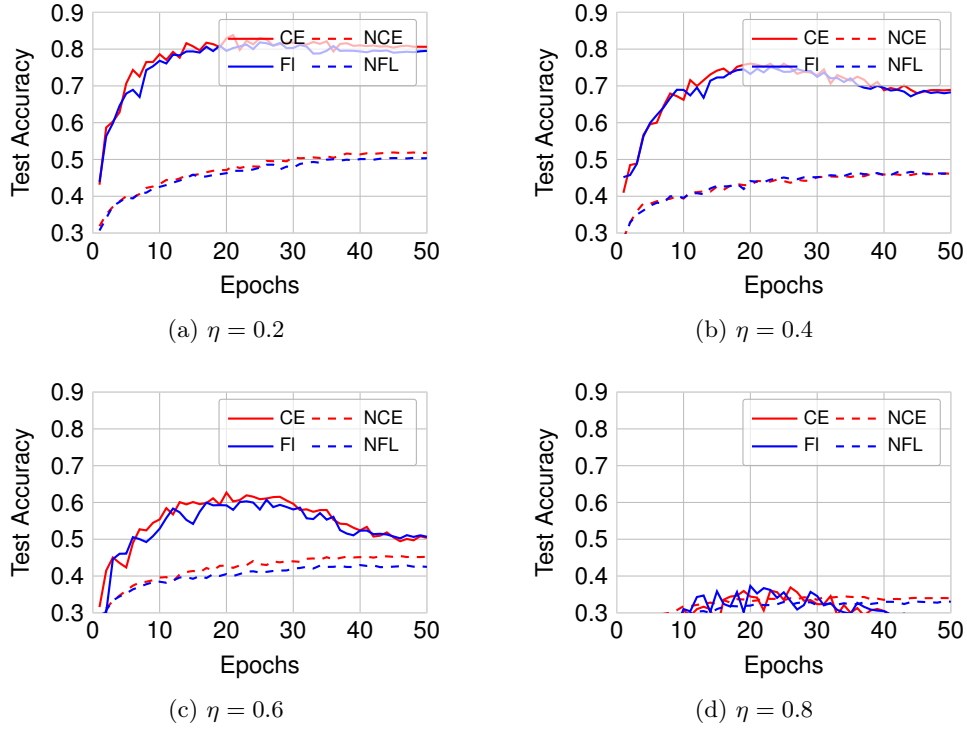 0.9 0.8 0.7 0.6 0.5 0.4 0.3
Test Accuracy
CE NCE
FI NFL
0 10 20 30 40 50
Epochs
(a) η = 0.2
0.9 0.8 0.7 0.6 0.5 0.4 0.3
Test Accuracy
CE NCE
FI NFL
0 10 20 30 40 50
Epochs
(b) η = 0.4
0.9 0.8 0.7 0.6 0.5 0.4 0.3
Test Accuracy
CE NCE
FI NFL
0 10 20 30 40 50
Epochs
(c) η = 0.6
0.9 0.8 0.7 0.6 0.5 0.4 0.3
Test Accuracy
CE NCE
FI NFL
0 10 20 30 40 50
Epochs
(d) η = 0.8